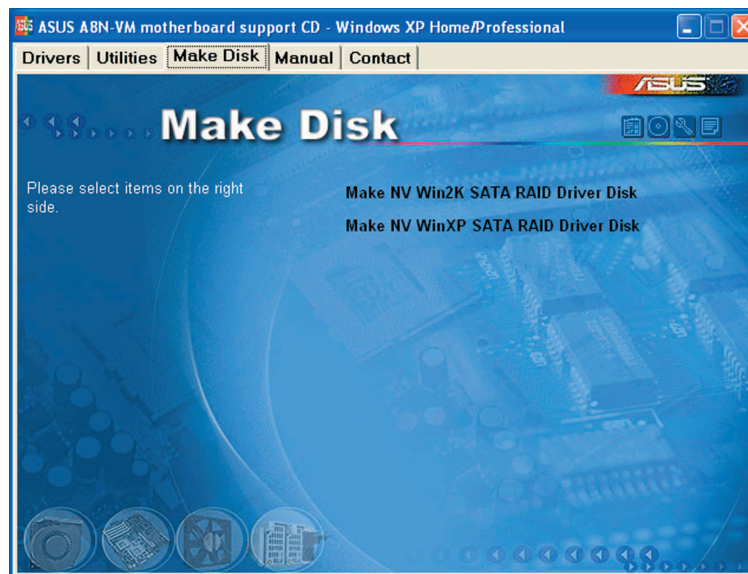 ASUS A8N-VM motherboard support CD - Windows XP Home/Professional
Drivers Utilities Make Disk Manual Contact
ASUS
Make Disk
Please select items on the right
side.
Make NV Win2K SATA RAID Driver Disk
Make NV WinXP SATA RAID Driver Disk